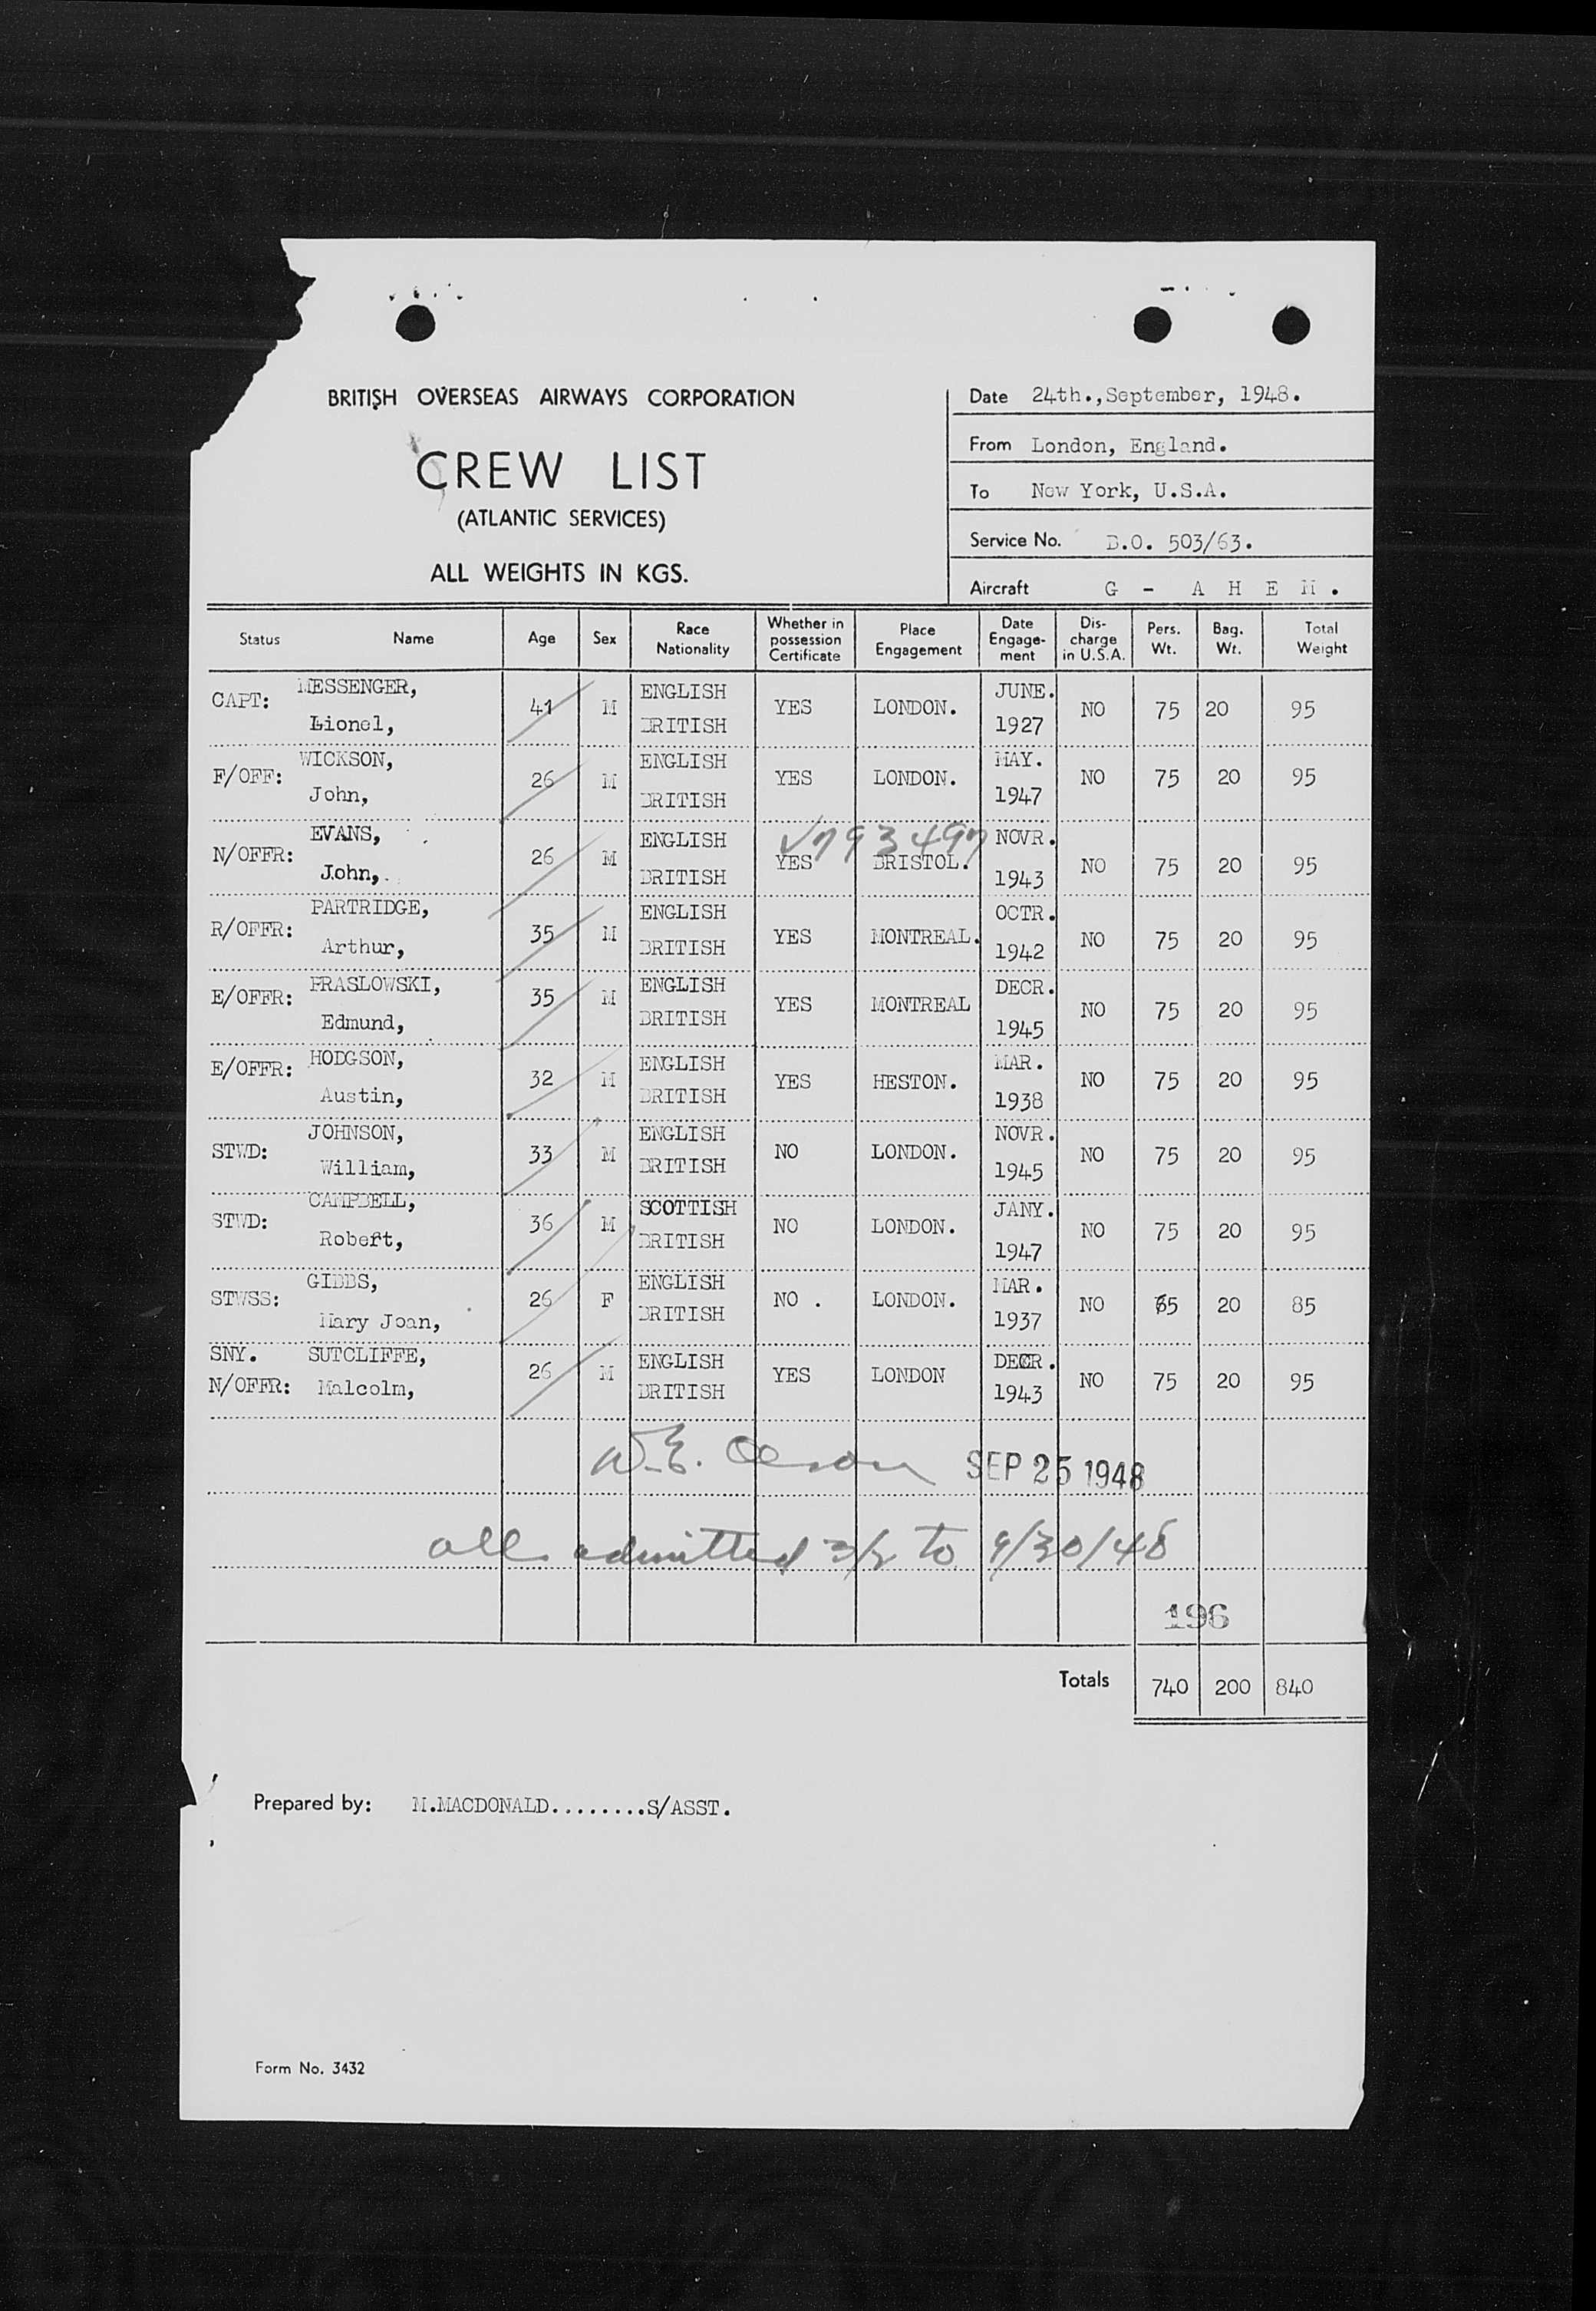 BRITISH OVERSEAS AIRWAYS CORPORATION
CREW LIST
(ATLANTIC SERVICES)
ALL WEIGHTS IN KGS.
Date 24th.,September, 1948.
From London, England.
To New York, U.S.A.
Service No. B.O. 503/63.
Aircraft G - A H E M .
Status Name Age Sex Race Nationality Whether in possession Certificate Place Engagement Date Engage-ment Dis-charge in U.S.A. Pers. Wt. Bag. Wt. Total Weight
CAPT: MESSENGER, Lionel, 41 M ENGLISH BRITISH YES LONDON. JUNE. 1927 NO 75 20 95
F/OFF: WICKSON, John, 26 M ENGLISH BRITISH YES LONDON. MAY. 1947 NO 75 20 95
N/OFFR: EVANS, John, 26 M ENGLISH BRITISH YES BRISTOL. NOVR. 1943 NO 75 20 95
R/OFFR: PARTRIDGE, Arthur, 35 M ENGLISH BRITISH YES MONTREAL. OCTR. 1942 NO 75 20 95
E/OFFR: PRASLOWSKI, Edmund, 35 M ENGLISH BRITISH YES MONTREAL DECR. 1945 NO 75 20 95
E/OFFR: HODGSON, Austin, 32 M ENGLISH BRITISH YES HESTON. MAR. 1938 NO 75 20 95
STWD: JOHNSON, William, 33 M ENGLISH BRITISH NO LONDON. NOVR. 1945 NO 75 20 95
STWD: CAMPBELL, Robert, 36 M SCOTTISH BRITISH NO LONDON. JANY. 1947 NO 75 20 95
STWSS: GIBBS, Mary Joan, 26 F ENGLISH BRITISH NO . LONDON. MAR. 1937 NO 65 20 85
SNY. N/OFFR: SUTCLIFFE, Malcolm, 26 M ENGLISH BRITISH YES LONDON DECR. 1943 NO 75 20 95
W.E. SEP 25 1948
all admitted 3/2 to 9/30/48
196
Totals 740 200 840
Prepared by: M.MACDONALD........S/ASST.
Form No. 3432